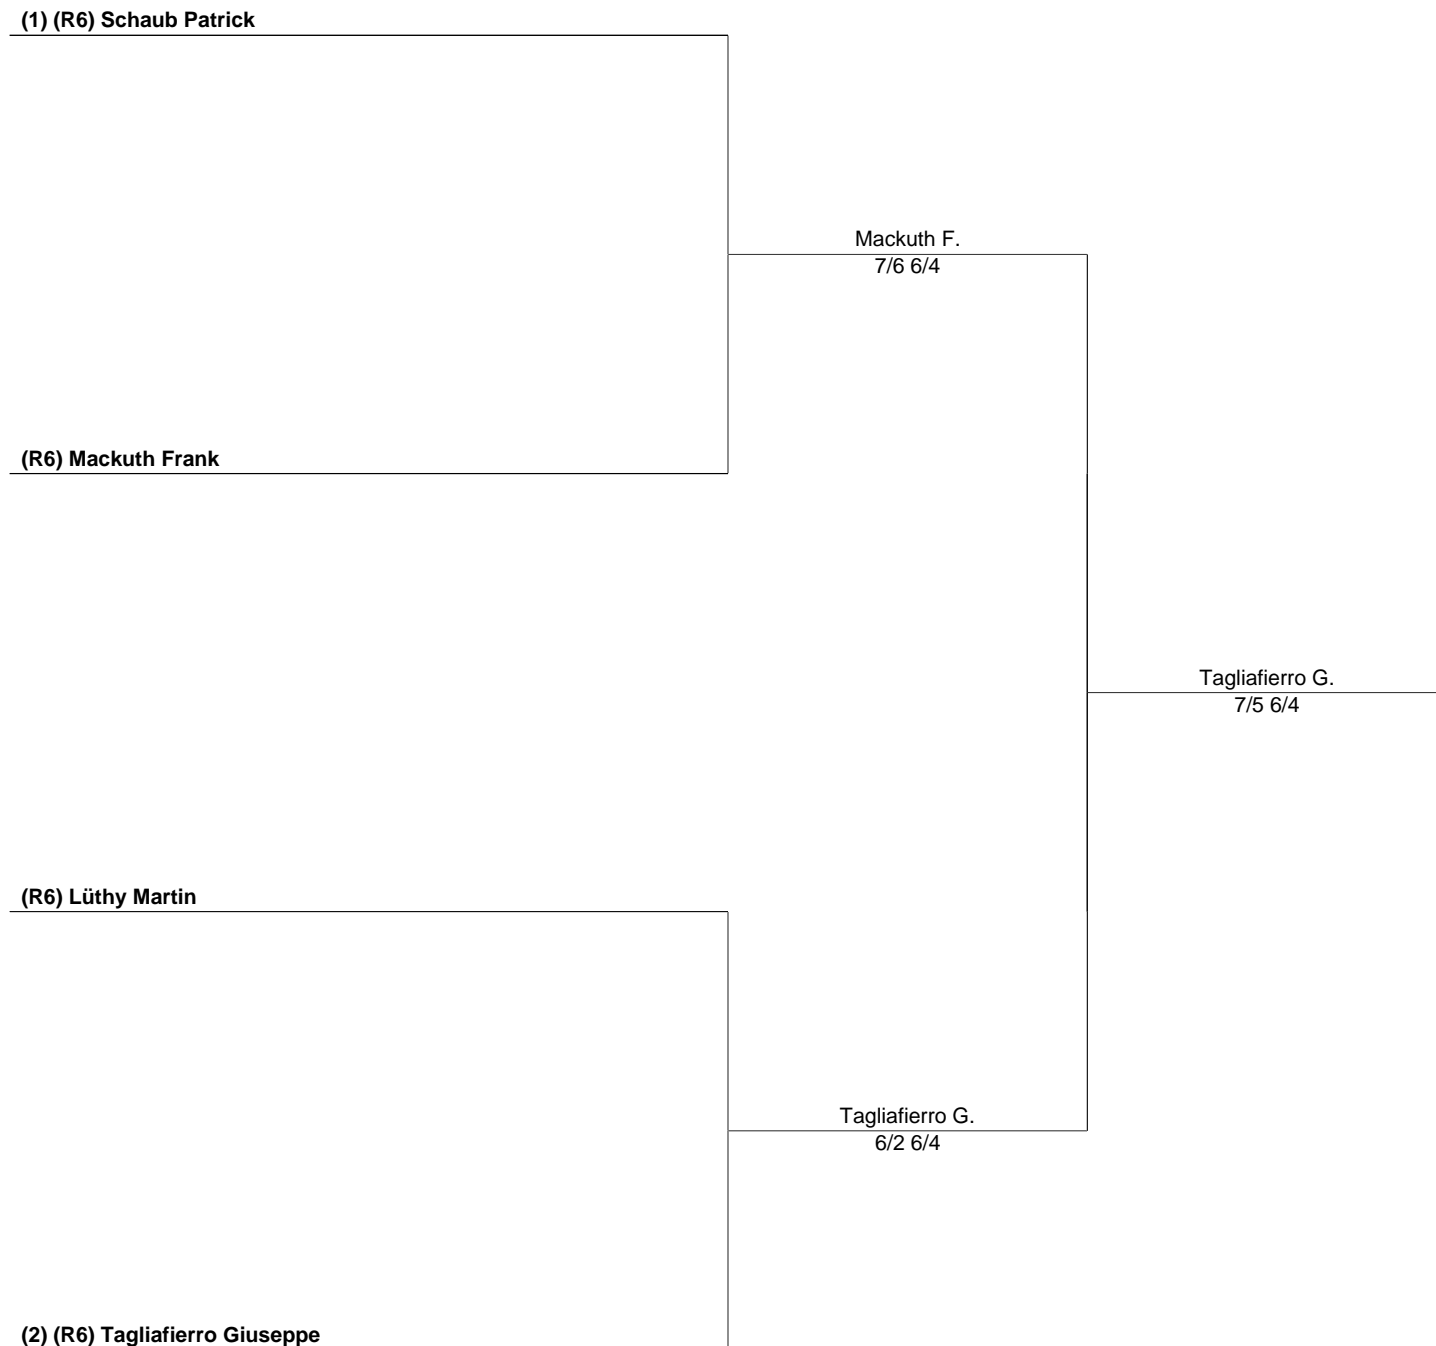 (1) (R6) Schaub Patrick
Mackuth F.
7/6 6/4
(R6) Mackuth Frank
Tagliafierro G.
7/5 6/4
(R6) Lüthy Martin
Tagliafierro G.
6/2 6/4
(2) (R6) Tagliafierro Giuseppe